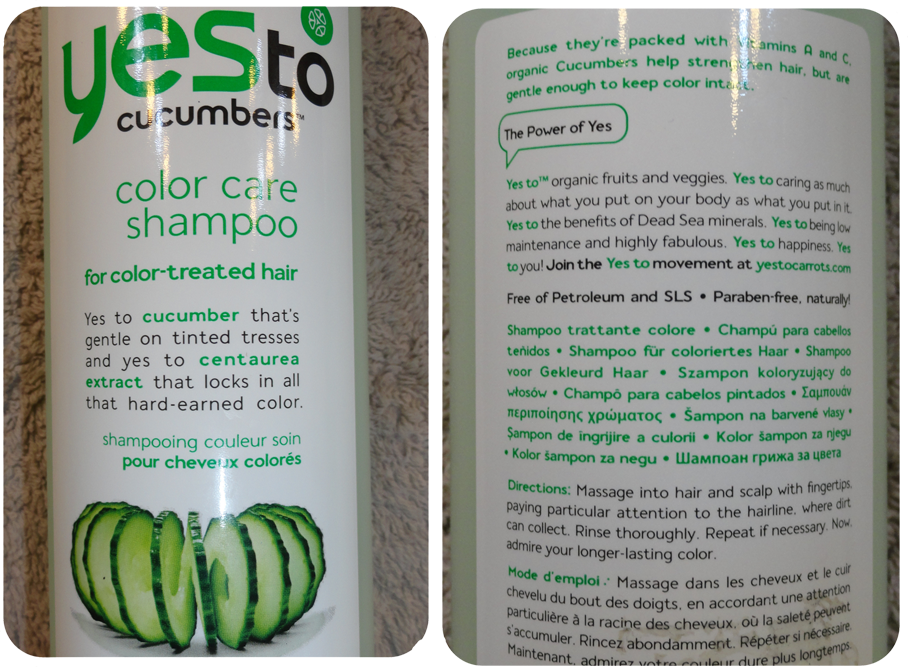 yes to
cucumbers™
color care
shampoo
for color-treated hair
Yes to cucumber that's
gentle on tinted tresses
and yes to centaurea
extract that locks in all
that hard-earned color.
shampooing couleur soin
pour cheveux colorés
Because they're packed with vitamins A and C,
organic Cucumbers help strengthen hair, but are
gentle enough to keep color intact.
The Power of Yes
Yes to™ organic fruits and veggies. Yes to caring as much
about what you put on your body as what you put in it.
Yes to the benefits of Dead Sea minerals. Yes to being low
maintenance and highly fabulous. Yes to happiness. Yes
to you! Join the Yes to movement at yestocarrots.com
Free of Petroleum and SLS • Paraben-free, naturally!
Shampoo trattante colore • Champú para cabellos
teñidos • Shampoo für coloriertes Haar • Shampoo
voor Gekleurd Haar • Szampon koloryzujący do
włosów • Champô para cabelos pintados • Σαμπουάν
περιποίησης χρώματος • Šampon na barvené vlasy •
Şampon de îngrijire a culorii • Kolor šampon za njegu
• Kolor šampon za negu • Шампоан грижа за цвета
Directions: Massage into hair and scalp with fingertips,
paying particular attention to the hairline, where dirt
can collect. Rinse thoroughly. Repeat if necessary. Now,
admire your longer-lasting color.
Mode d'emploi : Massage dans les cheveux et le cuir
chevelu du bout des doigts, en accordant une attention
particulière à la racine des cheveux, où la saleté peuvent
s'accumuler. Rincez abondamment. Répéter si nécessaire.
Maintenant, admirez votre couleur dure plus longtemps.